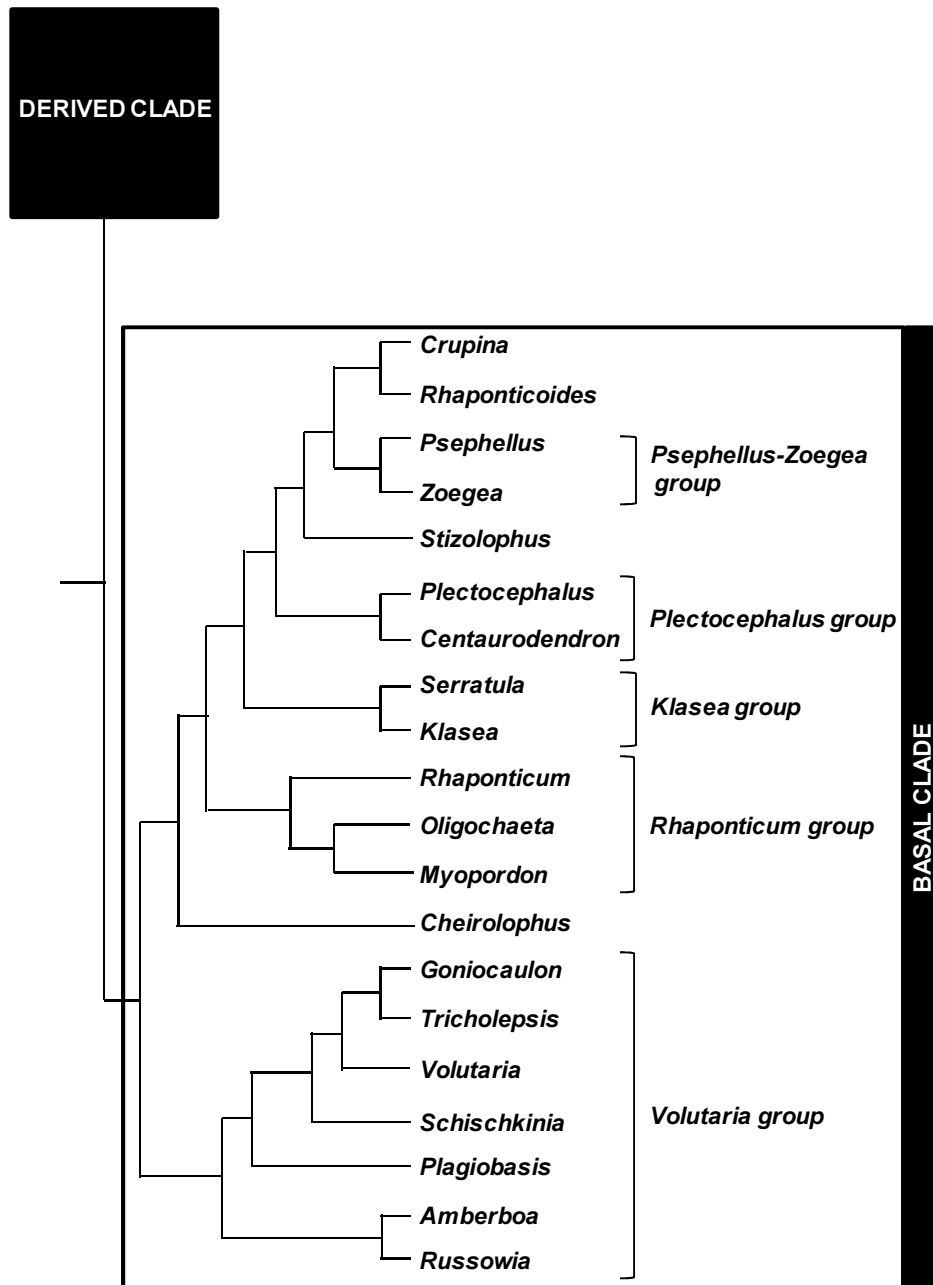 DERIVED CLADE
Crupina
Rhaponticoides
Psephellus
Zoegea
Psephellus-Zoegea
group
Stizolophus
Plectocephalus
Centaurodendron
Plectocephalus group
Serratula
Klasea
Klasea group
Rhaponticum
Oligochaeta
Myopordon
Rhaponticum group
Cheirolophus
Goniocaulon
Tricholepsis
Volutaria
Schischkinia
Plagiobasis
Amberboa
Russowia
Volutaria group
BASAL CLADE